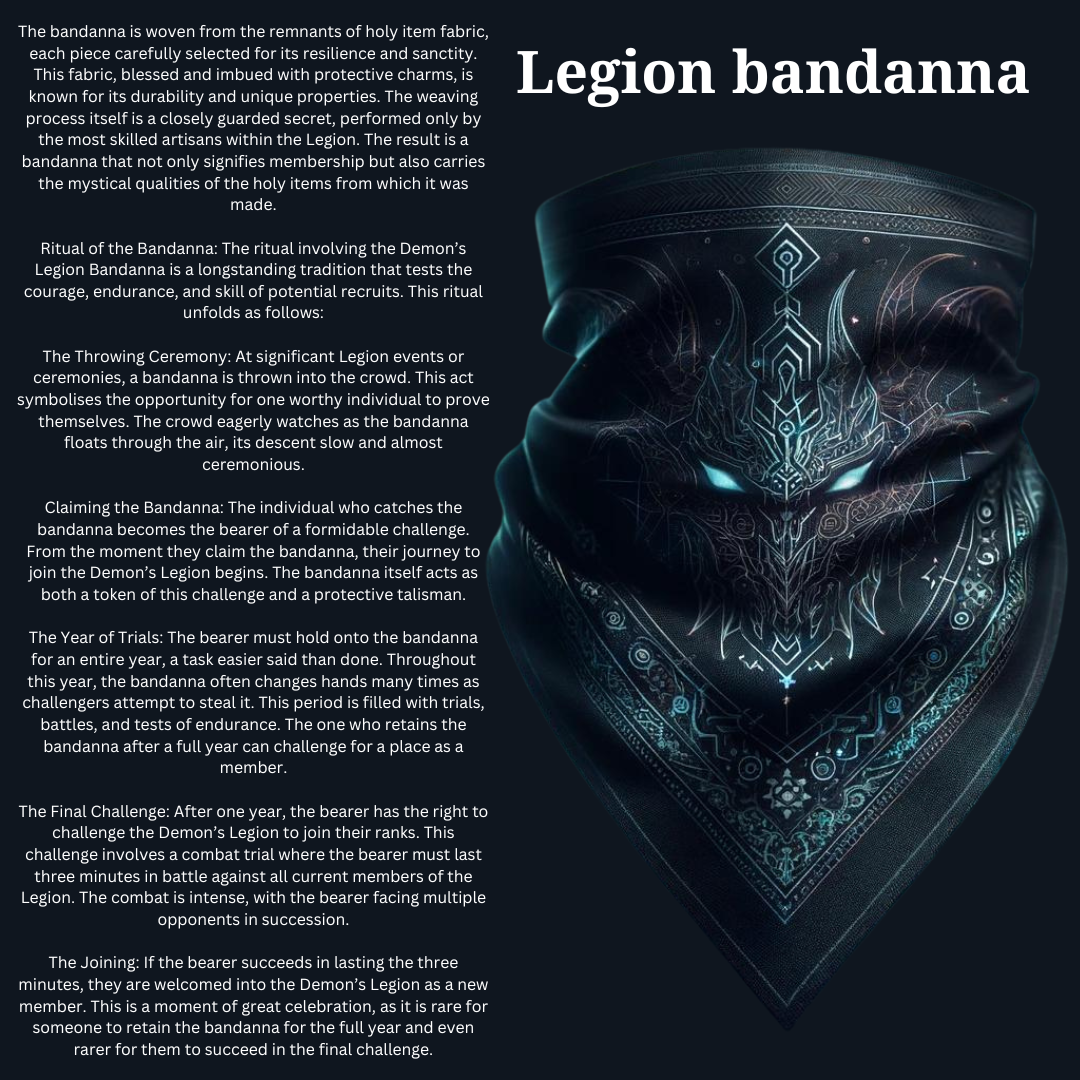 Legion bandanna
The bandanna is woven from the remnants of holy item fabric,
each piece carefully selected for its resilience and sanctity.
This fabric, blessed and imbued with protective charms, is
known for its durability and unique properties. The weaving
process itself is a closely guarded secret, performed only by
the most skilled artisans within the Legion. The result is a
bandanna that not only signifies membership but also carries
the mystical qualities of the holy items from which it was
made.
Ritual of the Bandanna: The ritual involving the Demon’s
Legion Bandanna is a longstanding tradition that tests the
courage, endurance, and skill of potential recruits. This ritual
unfolds as follows:
The Throwing Ceremony: At significant Legion events or
ceremonies, a bandanna is thrown into the crowd. This act
symbolises the opportunity for one worthy individual to prove
themselves. The crowd eagerly watches as the bandanna
floats through the air, its descent slow and almost
ceremonious.
Claiming the Bandanna: The individual who catches the
bandanna becomes the bearer of a formidable challenge.
From the moment they claim the bandanna, their journey to
join the Demon’s Legion begins. The bandanna itself acts as
both a token of this challenge and a protective talisman.
The Year of Trials: The bearer must hold onto the bandanna
for an entire year, a task easier said than done. Throughout
this year, the bandanna often changes hands many times as
challengers attempt to steal it. This period is filled with trials,
battles, and tests of endurance. The one who retains the
bandanna after a full year can challenge for a place as a
member.
The Final Challenge: After one year, the bearer has the right to
challenge the Demon’s Legion to join their ranks. This
challenge involves a combat trial where the bearer must last
three minutes in battle against all current members of the
Legion. The combat is intense, with the bearer facing multiple
opponents in succession.
The Joining: If the bearer succeeds in lasting the three
minutes, they are welcomed into the Demon’s Legion as a new
member. This is a moment of great celebration, as it is rare for
someone to retain the bandanna for the full year and even
rarer for them to succeed in the final challenge.